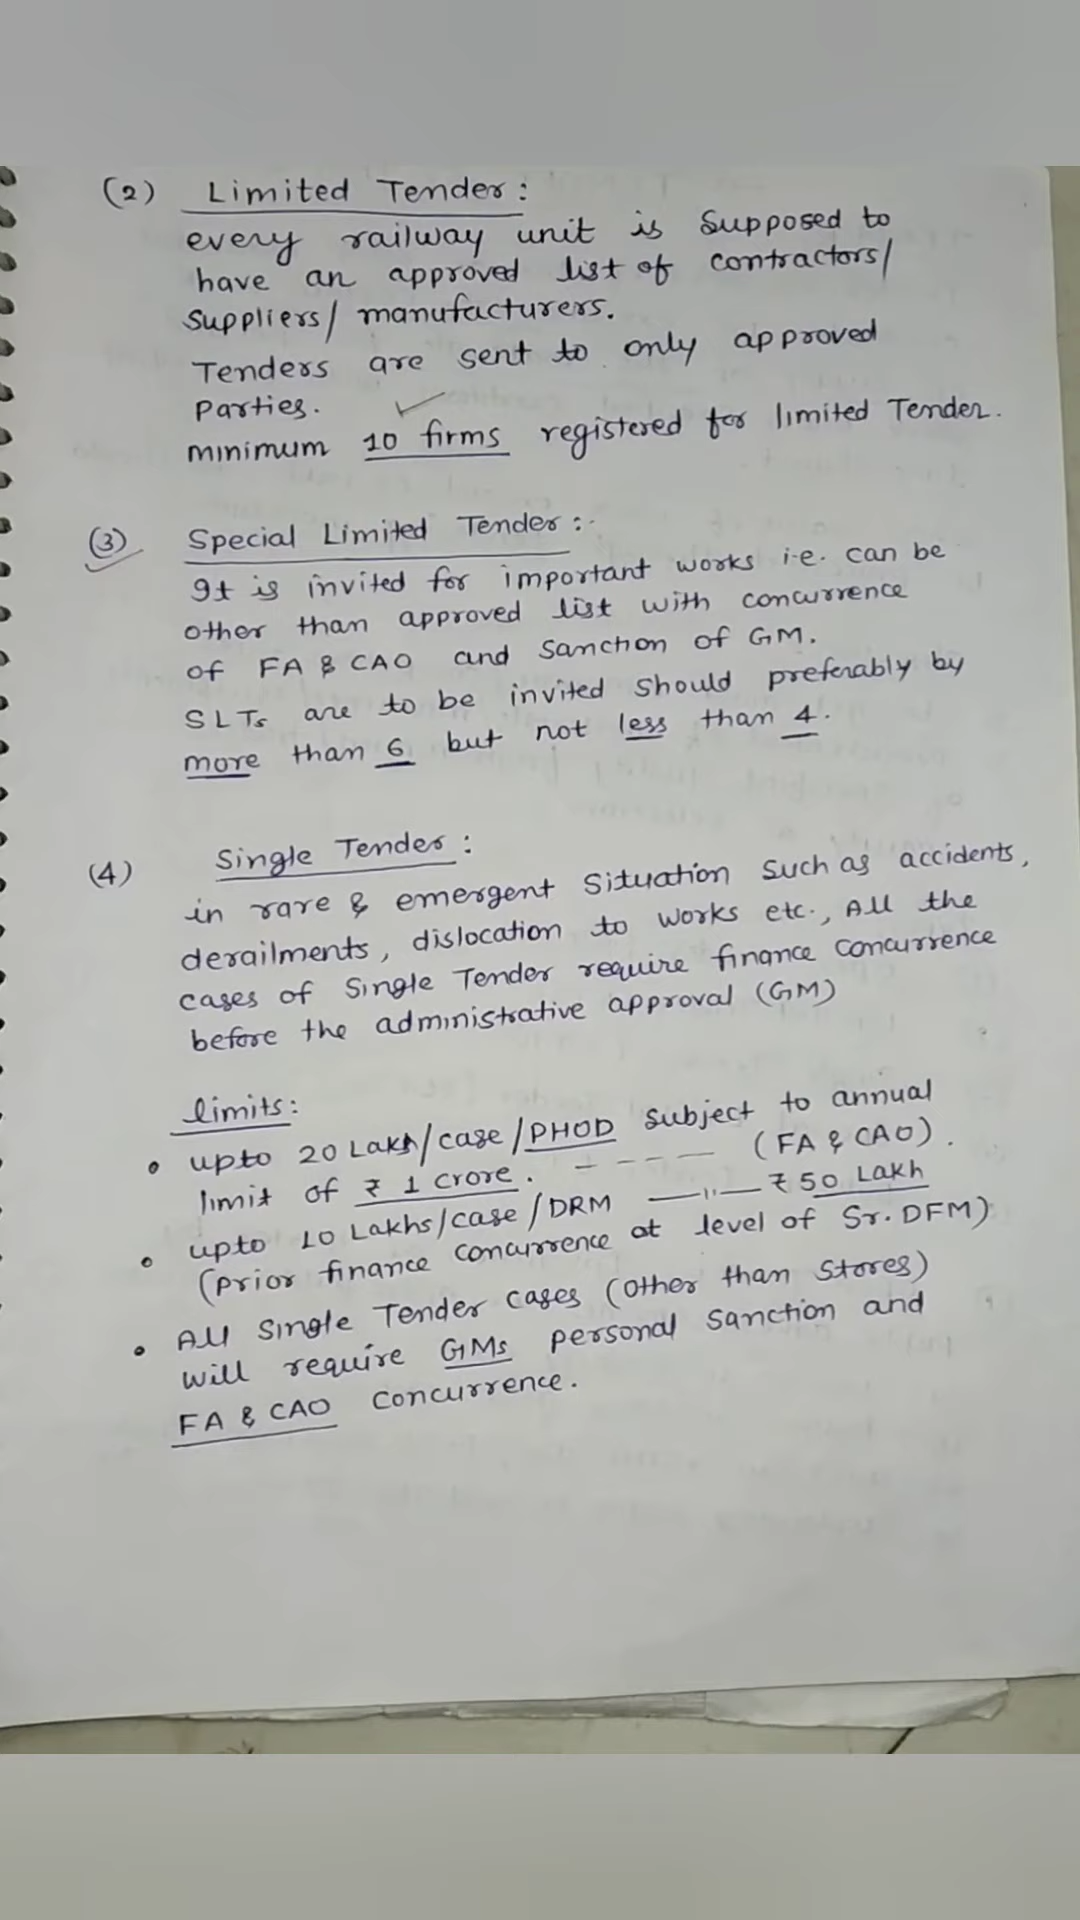 (2) Limited Tender :
every railway unit is supposed to
have an approved list of contractors/
suppliers/ manufacturers.
Tenders are sent to only approved
Parties.
minimum 10 firms registered for limited Tender.
(3) Special Limited Tender :-
It is invited for important works i.e. can be
other than approved list with concurrence
of FA & CAO and Sanction of GM.
SLTs are to be invited should preferably by
more than 6 but not less than 4.
(4) Single Tender :
in rare & emergent Situation such as accidents,
derailments, dislocation to works etc., All the
cases of Single Tender require finance concurrence
before the administrative approval (GM)
limits:
• upto 20 Lakh/case/PHOD subject to annual
limit of ₹ 1 crore. - - - - - (FA & CAO).
• upto 10 Lakhs/case/DRM —"— ₹ 50 Lakh
(prior finance concurrence at level of Sr. DFM)
• All Single Tender cases (other than Stores)
will require GMs personal sanction and
FA & CAO concurrence.